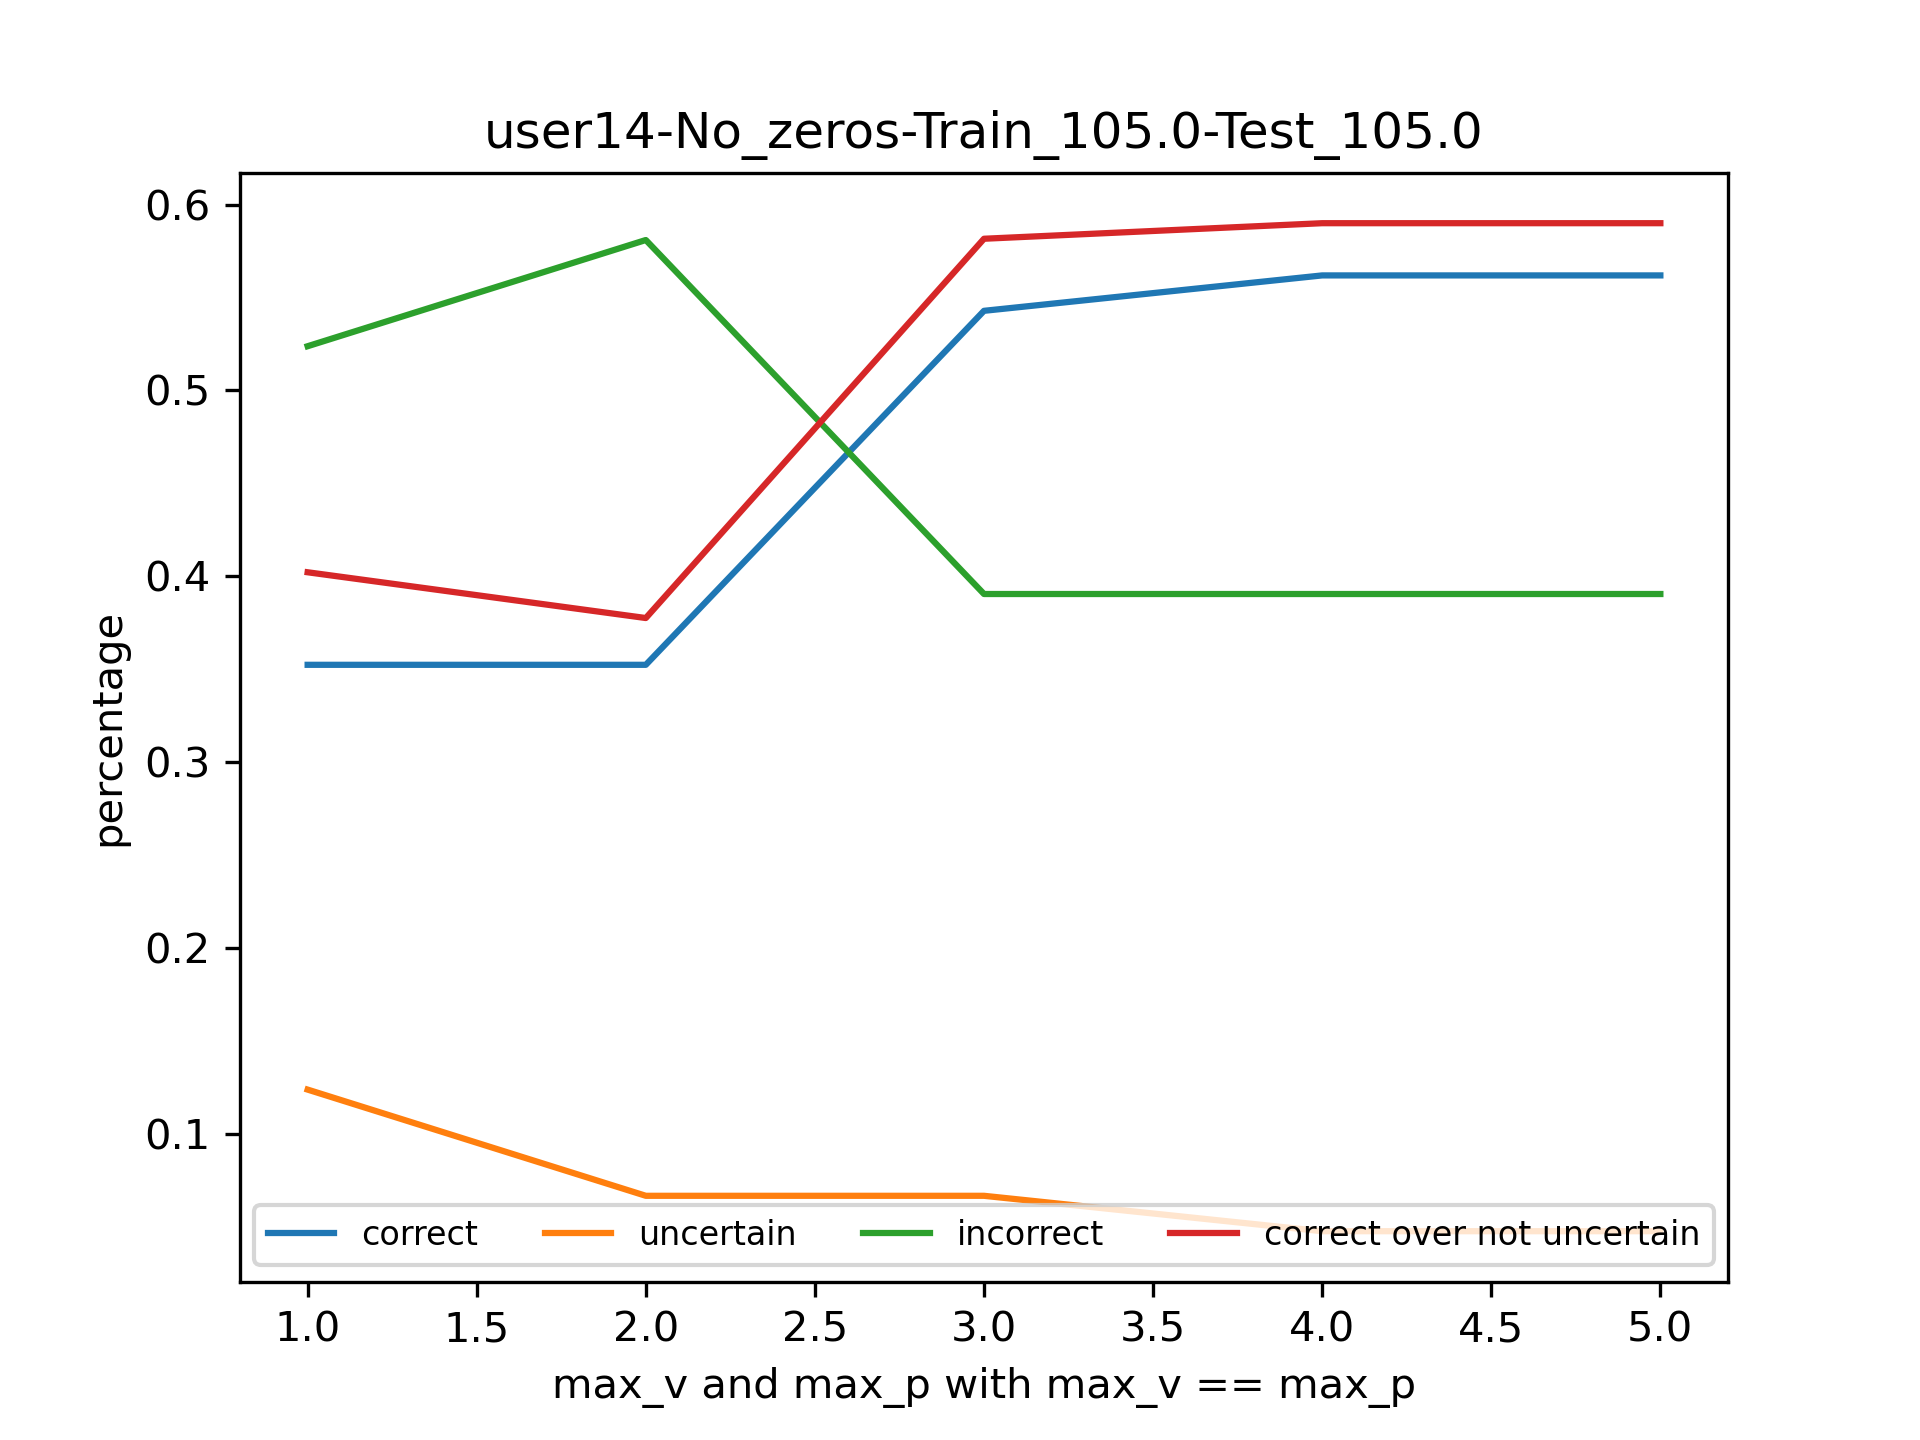 user14-No_zeros-Train_105.0-Test_105.0
percentage
0.6
0.5
0.4
0.3
0.2
0.1
correct uncertain incorrect correct over not uncertain
1.0 1.5 2.0 2.5 3.0 3.5 4.0 4.5 5.0
max_v and max_p with max_v == max_p